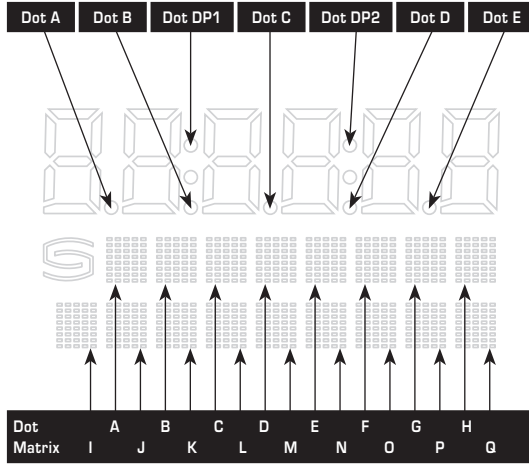 Dot A Dot B Dot DP1 Dot C Dot DP2 Dot D Dot E
S
Dot A B C D E F G H
Matrix I J K L M N O P Q